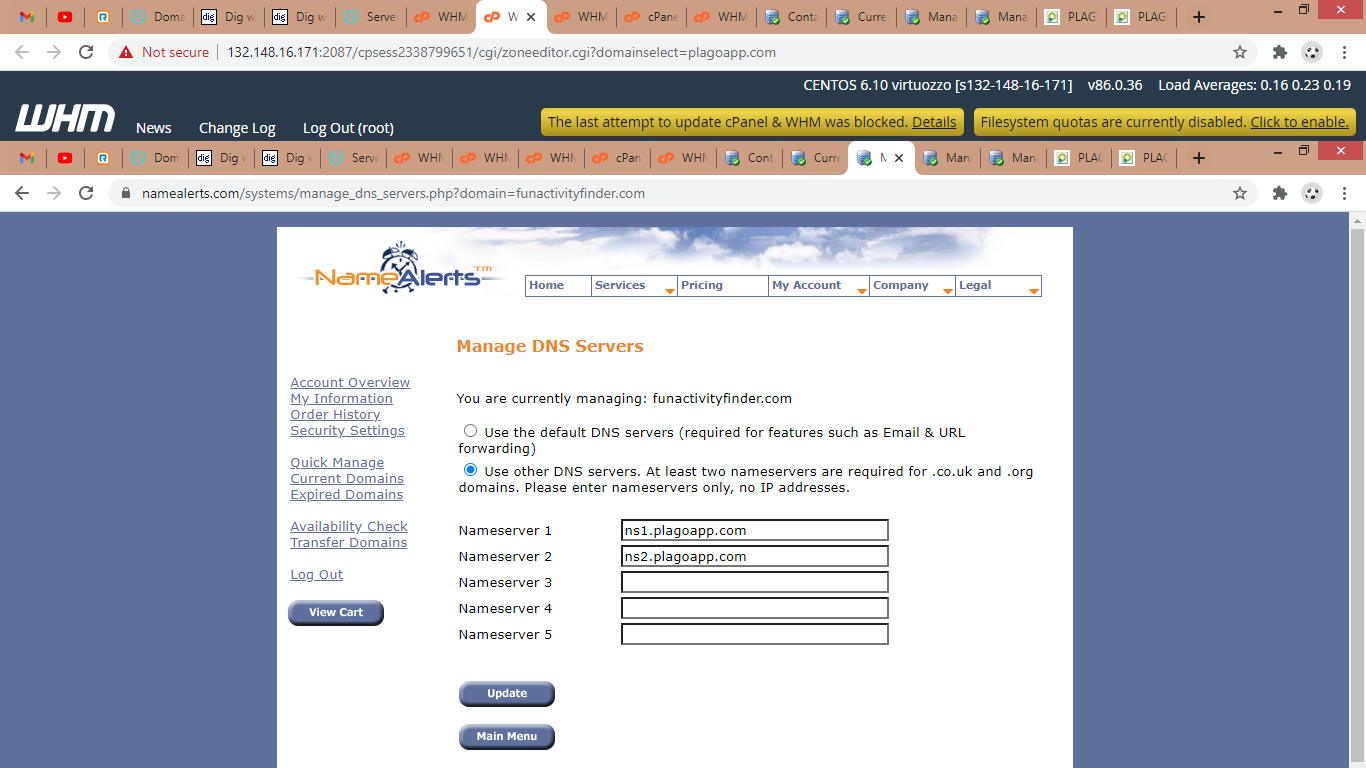 Doma
Dig w
Dig w
Serve
WHM
W
WHM
cPane
WHM
Conta
Curre
Mana
Mana
PLAG
PLAG
Not secure
132.148.16.171:2087/cpsess2338799651/cgi/zoneeditor.cgi?domainselect=plagoapp.com
CENTOS 6.10 virtuozzo [s132-148-16-171] v86.0.36 Load Averages: 0.16 0.23 0.19
WHM
News Change Log Log Out (root)
The last attempt to update cPanel & WHM was blocked. Details
Filesystem quotas are currently disabled. Click to enable.
Dom
Dig v
Dig v
Serve
WHM
WHM
WHM
cPan
WHM
Cont
Curre
M
Man
Man
PLAC
PLAC
namealerts.com/systems/manage_dns_servers.php?domain=funactivityfinder.com
NameAlerts™
Home Services Pricing My Account Company Legal
Manage DNS Servers
Account Overview
My Information
Order History
Security Settings
Quick Manage
Current Domains
Expired Domains
Availability Check
Transfer Domains
Log Out
View Cart
You are currently managing: funactivityfinder.com
Use the default DNS servers (required for features such as Email & URL
forwarding)
Use other DNS servers. At least two nameservers are required for .co.uk and .org
domains. Please enter nameservers only, no IP addresses.
Nameserver 1 ns1.plagoapp.com
Nameserver 2 ns2.plagoapp.com
Nameserver 3
Nameserver 4
Nameserver 5
Update
Main Menu